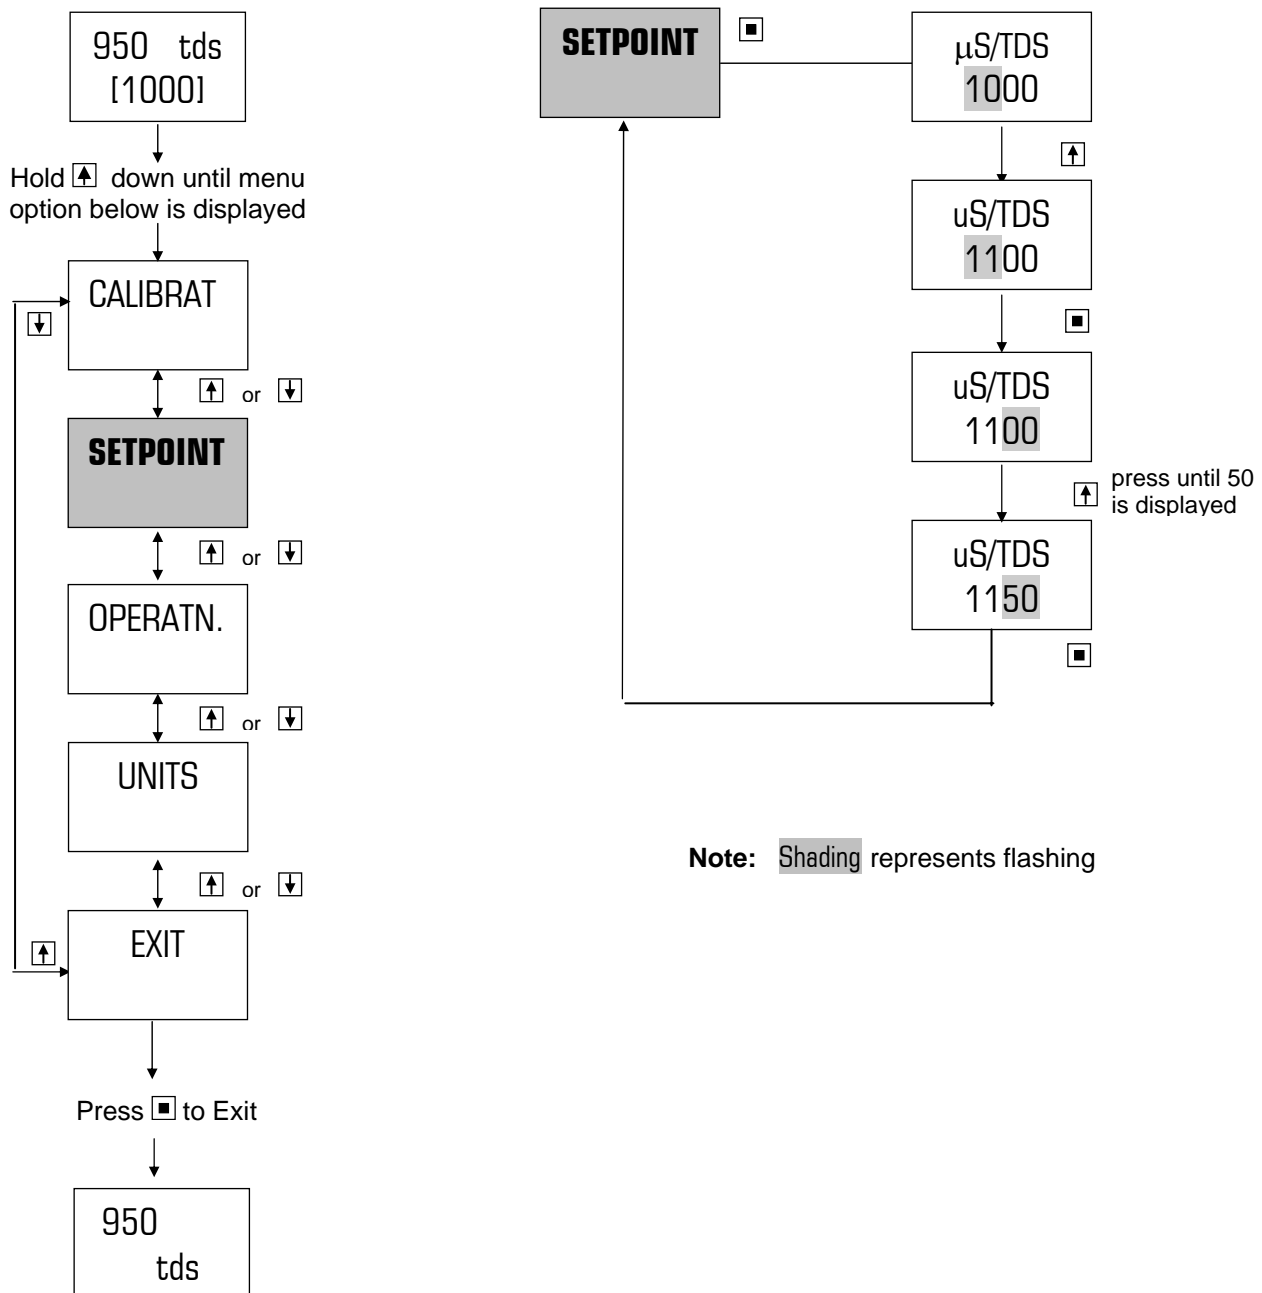 950 tds
[1000]
Hold down until menu
option below is displayed
CALIBRAT
or
SETPOINT
or
OPERATN.
or
UNITS
or
EXIT
Press to Exit
950
tds
SETPOINT
µS/TDS
1000
uS/TDS
1100
uS/TDS
1100
press until 50
is displayed
uS/TDS
1150
Note: Shading represents flashing